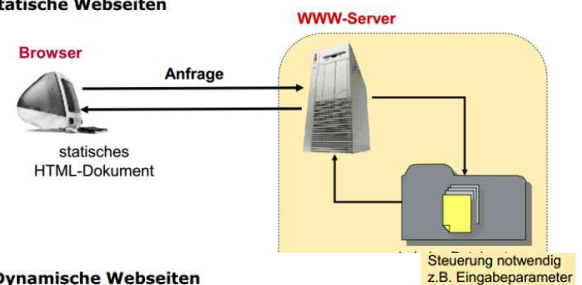 tatische Webseiten
WWW-Server
Browser
Anfrage
statisches
HTML-Dokument
Steuerung notwendig
z.B. Eingabeparameter
Dynamische Webseiten